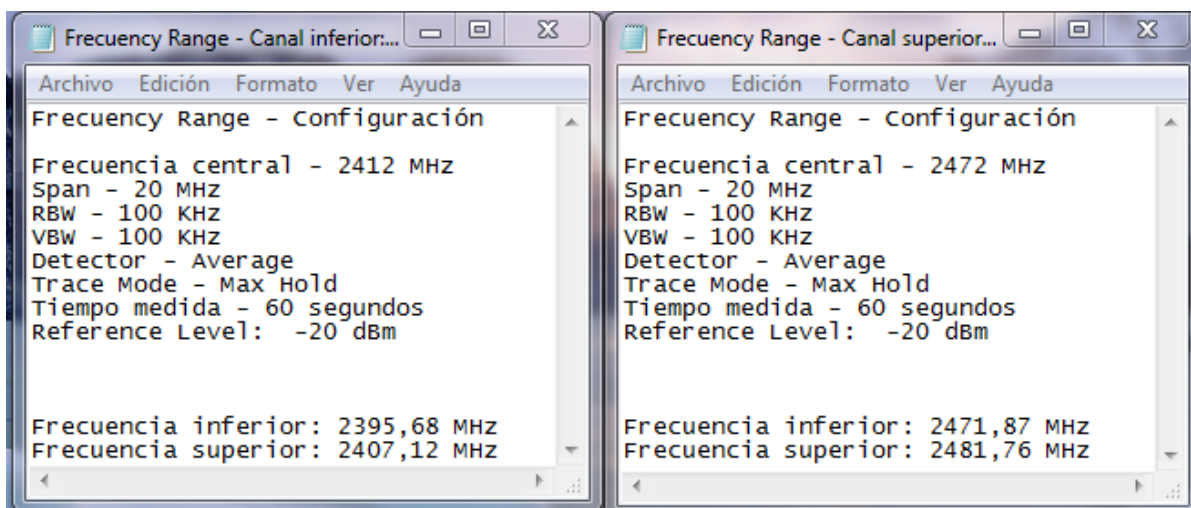 Frecuency Range - Canal inferior:...
Archivo Edición Formato Ver Ayuda
Frecuency Range - Configuración
Frecuencia central - 2412 MHz
Span - 20 MHz
RBW - 100 KHz
VBW - 100 KHz
Detector - Average
Trace Mode - Max Hold
Tiempo medida - 60 segundos
Reference Level:  -20 dBm
Frecuencia inferior: 2395,68 MHz
Frecuencia superior: 2407,12 MHz
Frecuency Range - Canal superior...
Archivo Edición Formato Ver Ayuda
Frecuency Range - Configuración
Frecuencia central - 2472 MHz
Span - 20 MHz
RBW - 100 KHz
VBW - 100 KHz
Detector - Average
Trace Mode - Max Hold
Tiempo medida - 60 segundos
Reference Level:  -20 dBm
Frecuencia inferior: 2471,87 MHz
Frecuencia superior: 2481,76 MHz